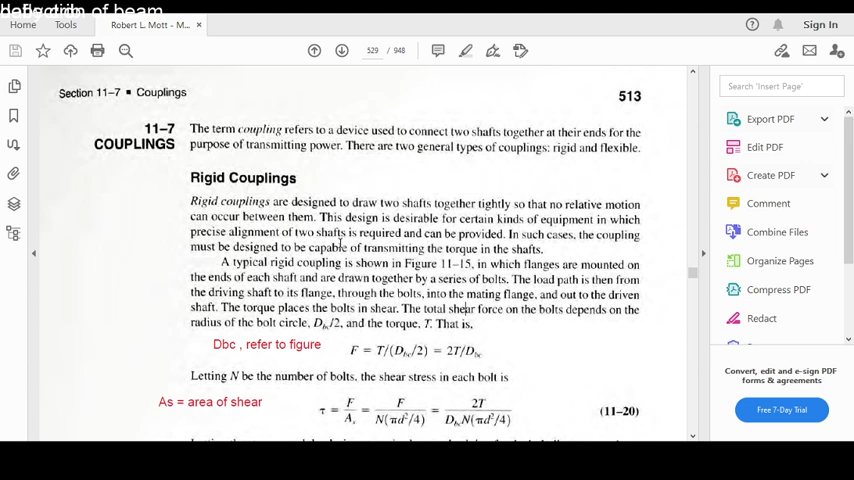 of beam
Home
Tools
Robert L. Mott - M...
×
Sign In
529 / 948
Section 11–7 ▪ Couplings
513
11–7
COUPLINGS
The term coupling refers to a device used to connect two shafts together at their ends for the
purpose of transmitting power. There are two general types of couplings: rigid and flexible.
Rigid Couplings
Rigid couplings are designed to draw two shafts together tightly so that no relative motion
can occur between them. This design is desirable for certain kinds of equipment in which
precise alignment of two shafts is required and can be provided. In such cases, the coupling
must be designed to be capable of transmitting the torque in the shafts.
A typical rigid coupling is shown in Figure 11–15, in which flanges are mounted on
the ends of each shaft and are drawn together by a series of bolts. The load path is then from
the driving shaft to its flange, through the bolts, into the mating flange, and out to the driven
shaft. The torque places the bolts in shear. The total shear force on the bolts depends on the
radius of the bolt circle, D_bc/2, and the torque, T. That is,
Dbc , refer to figure
F = T/(D_bc/2) = 2T/D_bc
Letting N be the number of bolts, the shear stress in each bolt is
As = area of shear
τ = F/A_s = F/N(πd²/4) = 2T/D_bc N(πd²/4) (11–20)
Search 'Insert Page'
Export PDF
Edit PDF
Create PDF
Comment
Combine Files
Organize Pages
Compress PDF
Redact
Convert, edit and e-sign PDF
forms & agreements
Free 7-Day Trial